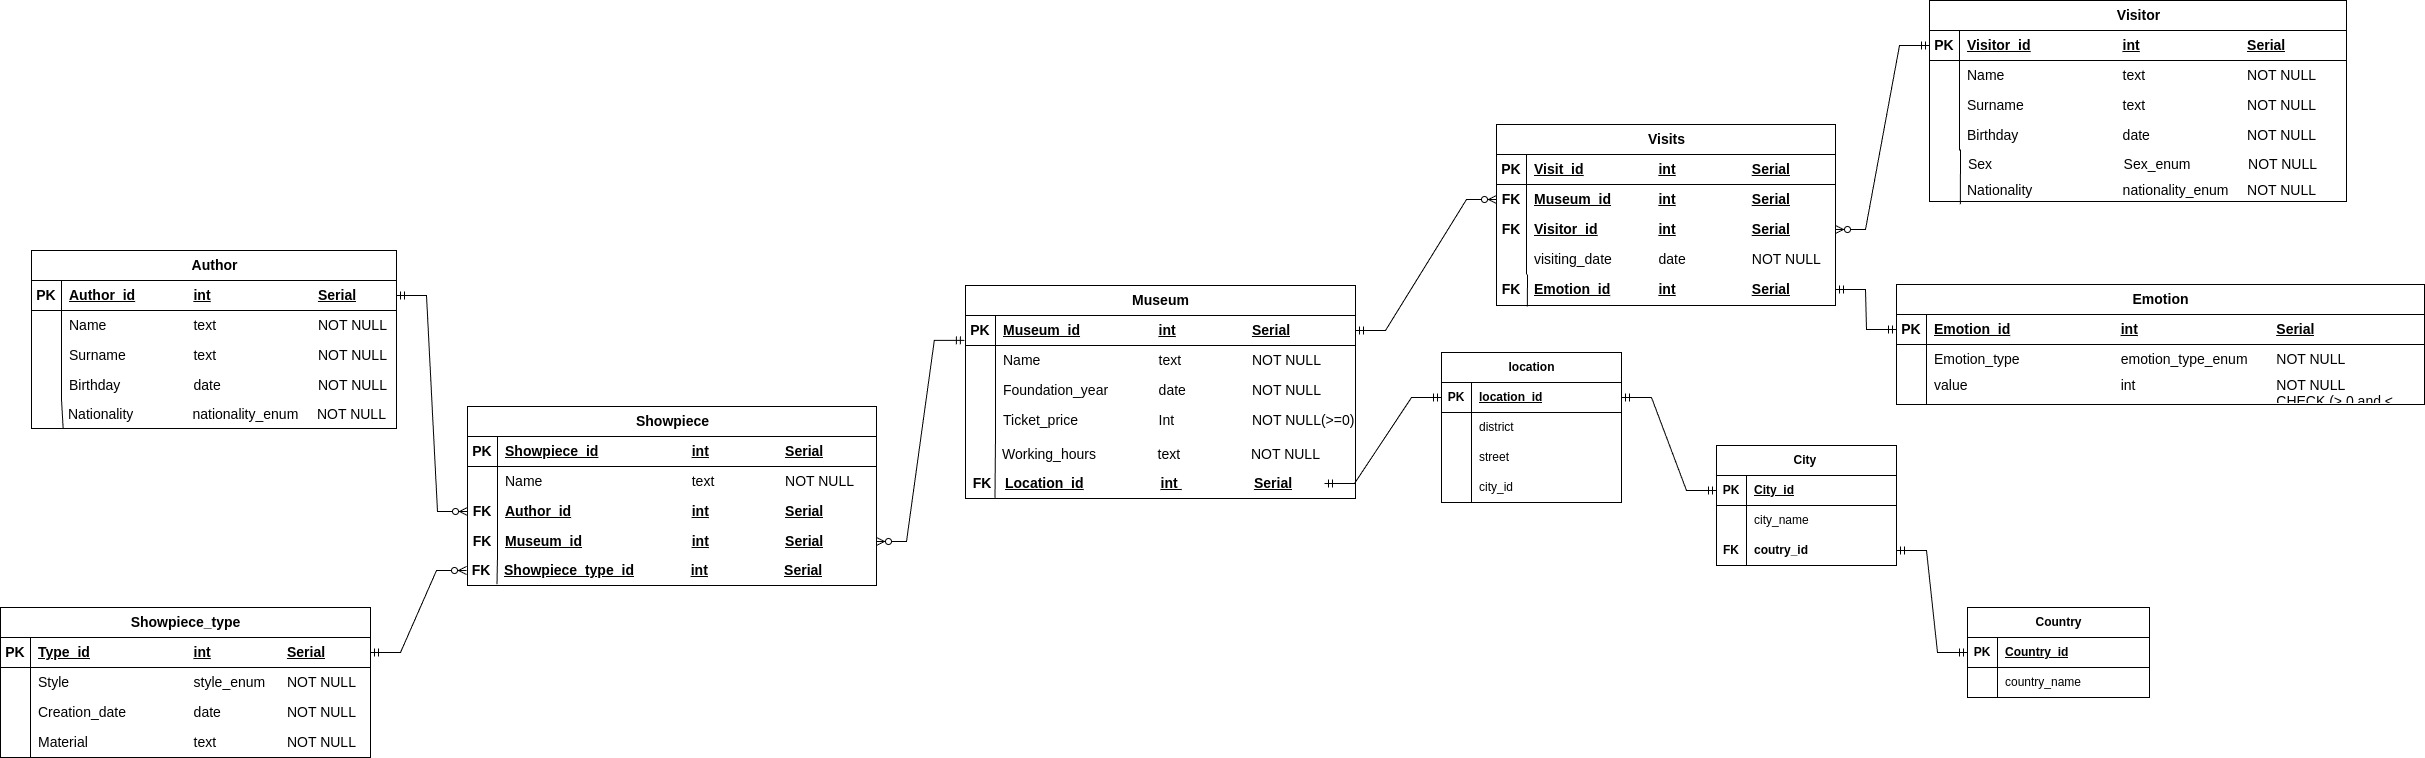 Visitor
PK Visitor_id int Serial
Name text NOT NULL
Surname text NOT NULL
Birthday date NOT NULL
Sex Sex_enum NOT NULL
Nationality nationality_enum NOT NULL
Visits
PK Visit_id int Serial
FK Museum_id int Serial
FK Visitor_id int Serial
visiting_date date NOT NULL
FK Emotion_id int Serial
Author
PK Author_id int Serial
Name text NOT NULL
Surname text NOT NULL
Birthday date NOT NULL
Nationality nationality_enum NOT NULL
Museum
PK Museum_id int Serial
Name text NOT NULL
Foundation_year date NOT NULL
Ticket_price Int NOT NULL(>=0)
Working_hours text NOT NULL
FK Location_id int Serial
Emotion
PK Emotion_id int Serial
Emotion_type emotion_type_enum NOT NULL
value int NOT NULL
CHECK (> 0 and <
location
PK location_id
district
street
city_id
Showpiece
PK Showpiece_id int Serial
Name text NOT NULL
FK Author_id int Serial
FK Museum_id int Serial
FK Showpiece_type_id int Serial
City
PK City_id
city_name
FK coutry_id
Showpiece_type
PK Type_id int Serial
Style style_enum NOT NULL
Creation_date date NOT NULL
Material text NOT NULL
Country
PK Country_id
country_name